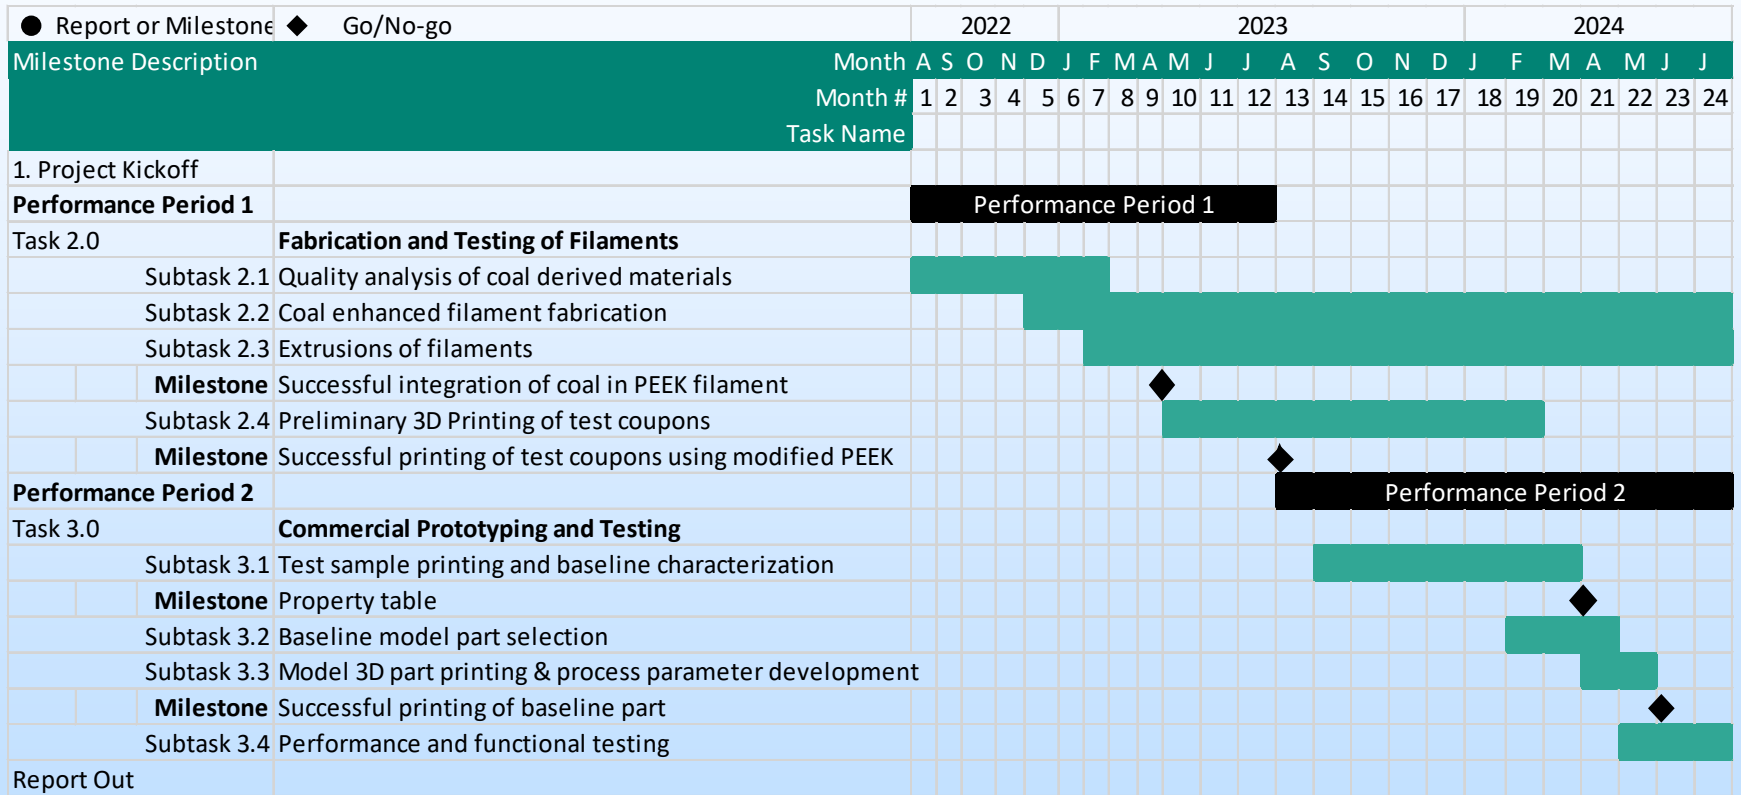 ● Report or Milestone ◆ Go/No-go 2022 2023 2024
Milestone Description Month A S O N D J F M A M J J A S O N D J F M A M J J
Month # 1 2 3 4 5 6 7 8 9 10 11 12 13 14 15 16 17 18 19 20 21 22 23 24
Task Name
1. Project Kickoff
Performance Period 1 Performance Period 1
Task 2.0 Fabrication and Testing of Filaments
Subtask 2.1 Quality analysis of coal derived materials
Subtask 2.2 Coal enhanced filament fabrication
Subtask 2.3 Extrusions of filaments
Milestone Successful integration of coal in PEEK filament
Subtask 2.4 Preliminary 3D Printing of test coupons
Milestone Successful printing of test coupons using modified PEEK
Performance Period 2 Performance Period 2
Task 3.0 Commercial Prototyping and Testing
Subtask 3.1 Test sample printing and baseline characterization
Milestone Property table
Subtask 3.2 Baseline model part selection
Subtask 3.3 Model 3D part printing & process parameter development
Milestone Successful printing of baseline part
Subtask 3.4 Performance and functional testing
Report Out